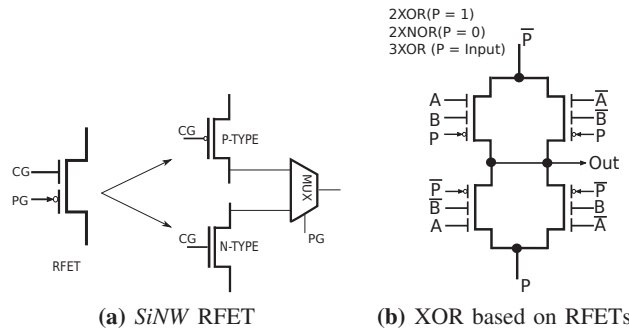 2XOR(P = 1)
2XNOR(P = 0)
3XOR (P = Input)
P̅
A
B
P
A̅
B̅
P
Out
P̅
B̅
A
P̅
B
A̅
P
CG
PG
RFET
CG
P-TYPE
CG
N-TYPE
MUX
PG
(a) SiNW RFET
(b) XOR based on RFETs